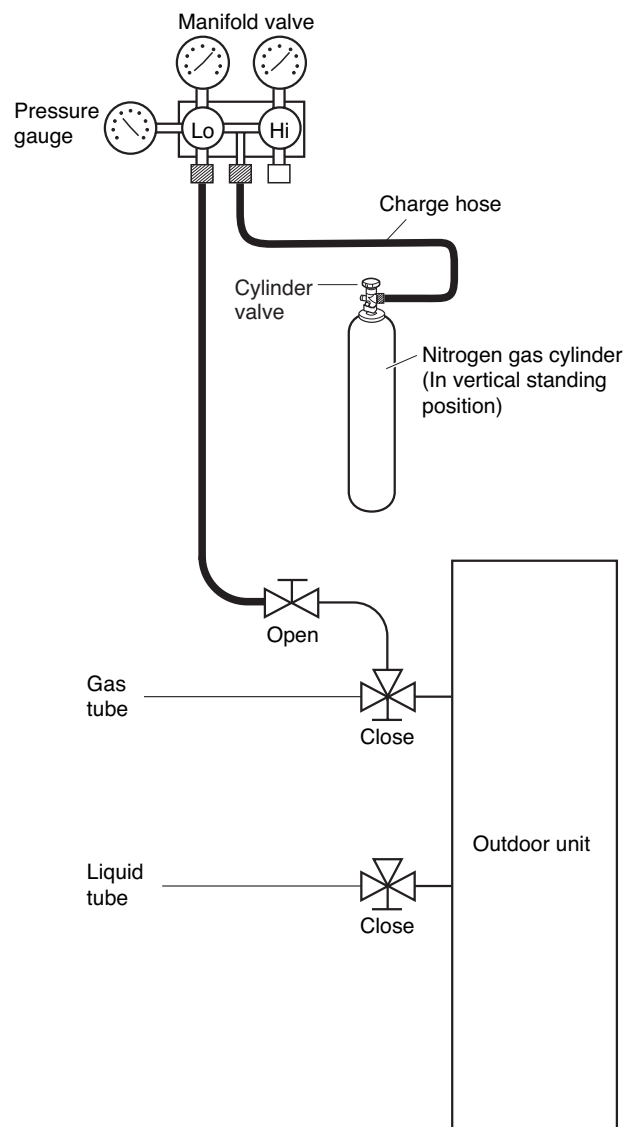 Manifold valve
Pressure
gauge
Lo
Hi
Charge hose
Cylinder
valve
Nitrogen gas cylinder
(In vertical standing
position)
Open
Gas
tube
Close
Outdoor unit
Liquid
tube
Close